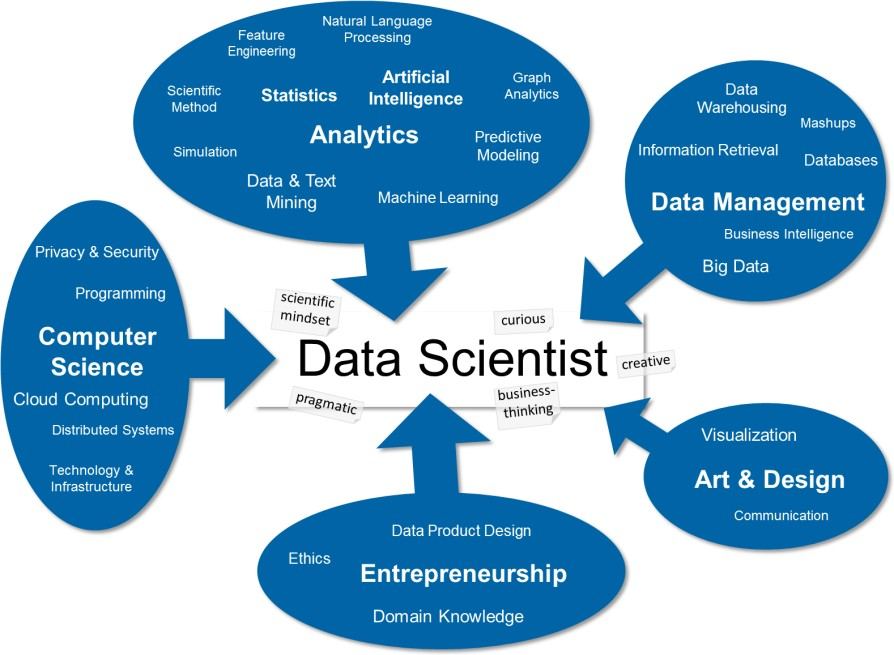 Natural Language
Processing
Feature
Engineering
Artificial
Intelligence
Graph
Analytics
Scientific
Method
Statistics
Analytics
Predictive
Modeling
Simulation
Data & Text
Mining
Machine Learning
Data
Warehousing
Mashups
Information Retrieval
Databases
Data Management
Business Intelligence
Big Data
Privacy & Security
Programming
Computer
Science
Cloud Computing
Distributed Systems
Technology &
Infrastructure
scientific
mindset
curious
Data Scientist
creative
pragmatic
business-
thinking
Visualization
Art & Design
Communication
Data Product Design
Ethics
Entrepreneurship
Domain Knowledge